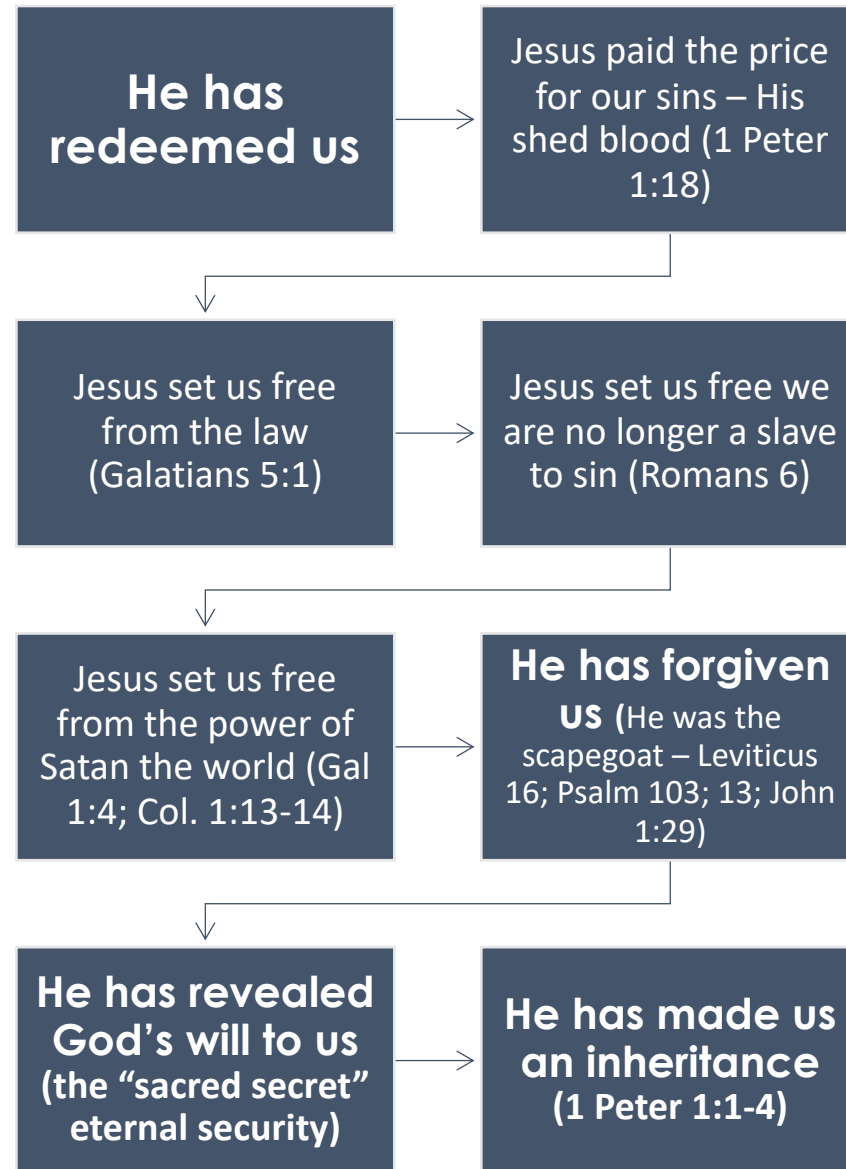 He has
redeemed us
Jesus paid the price
for our sins – His
shed blood (1 Peter
1:18)
Jesus set us free
from the law
(Galatians 5:1)
Jesus set us free we
are no longer a slave
to sin (Romans 6)
Jesus set us free
from the power of
Satan the world (Gal
1:4; Col. 1:13-14)
He has forgiven
us (He was the
scapegoat – Leviticus
16; Psalm 103; 13; John
1:29)
He has revealed
God’s will to us
(the “sacred secret”
eternal security)
He has made us
an inheritance
(1 Peter 1:1-4)